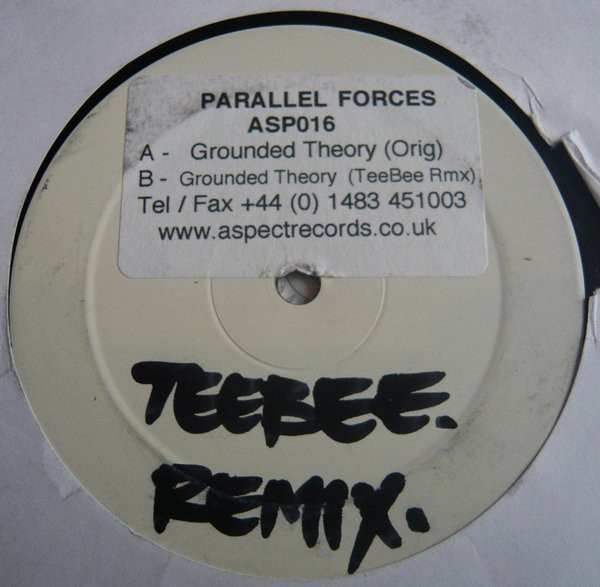 PARALLEL FORCES
ASP016
A - Grounded Theory (Orig)
B - Grounded Theory (TeeBee Rmx)
Tel / Fax +44 (0) 1483 451003
www.aspectrecords.co.uk
TEEBEE.
REMIX.